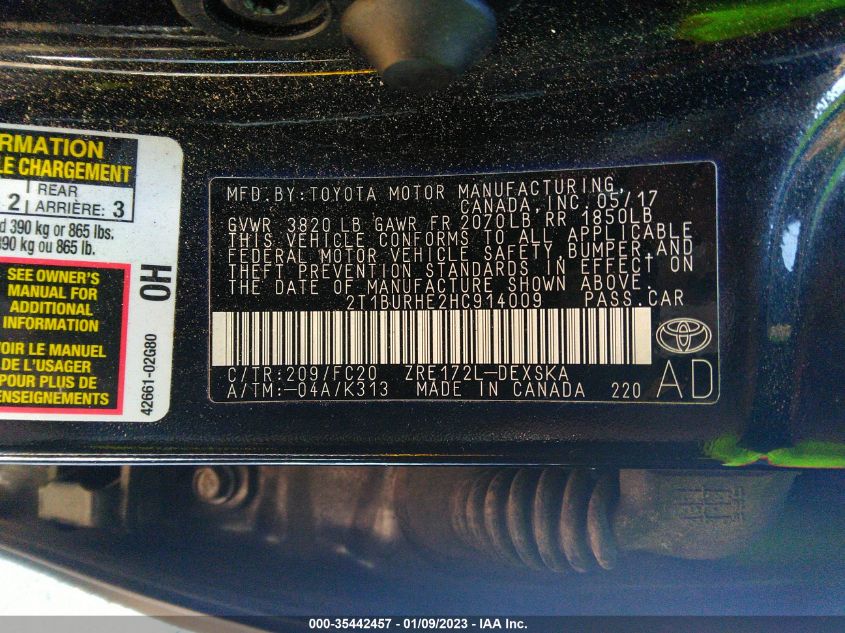 RMATION
LE CHARGEMENT
2 REAR
ARRIÈRE: 3
d 390 kg or 865 lbs.
390 kg ou 865 lb.
SEE OWNER'S
MANUAL FOR
ADDITIONAL
INFORMATION
OIR LE MANUEL
DE L'USAGER
POUR PLUS DE
ENSEIGNEMENTS
OH
42661-02G80
MFD.BY:TOYOTA MOTOR MANUFACTURING,
CANADA,INC.05/17
GVWR 3820 LB GAWR FR 2070LB RR 1850LB
THIS VEHICLE CONFORMS TO ALL APPLICABLE
FEDERAL MOTOR VEHICLE SAFETY,BUMPER,AND
THEFT PREVENTION STANDARDS IN EFFECT ON
THE DATE OF MANUFACTURE SHOWN ABOVE.
2T1BURHE2HC914009 PASS.CAR
C/TR:209/FC20 ZRE172L-DEXSKA
A/TM:-04A/K313 MADE IN CANADA 220
AD
000-35442457 - 01/09/2023 - IAA Inc.